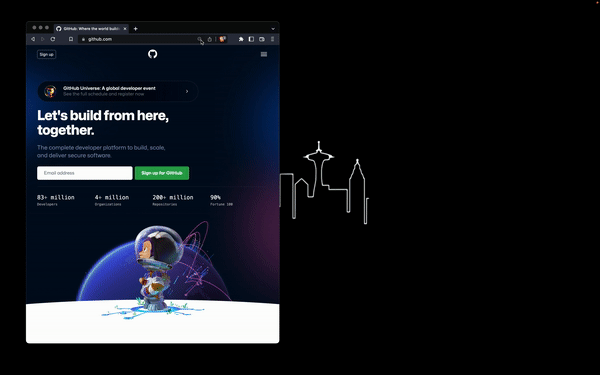 GitHub: Where the world build
github.com
Sign up
GitHub Universe: A global developer event
See the full schedule and register now.
Let's build from here,
together.
The complete developer platform to build, scale,
and deliver secure software.
Email address
Sign up for GitHub
83+ million
4+ million
200+ million
90%
Developers
Organizations
Repositories
Fortune 100